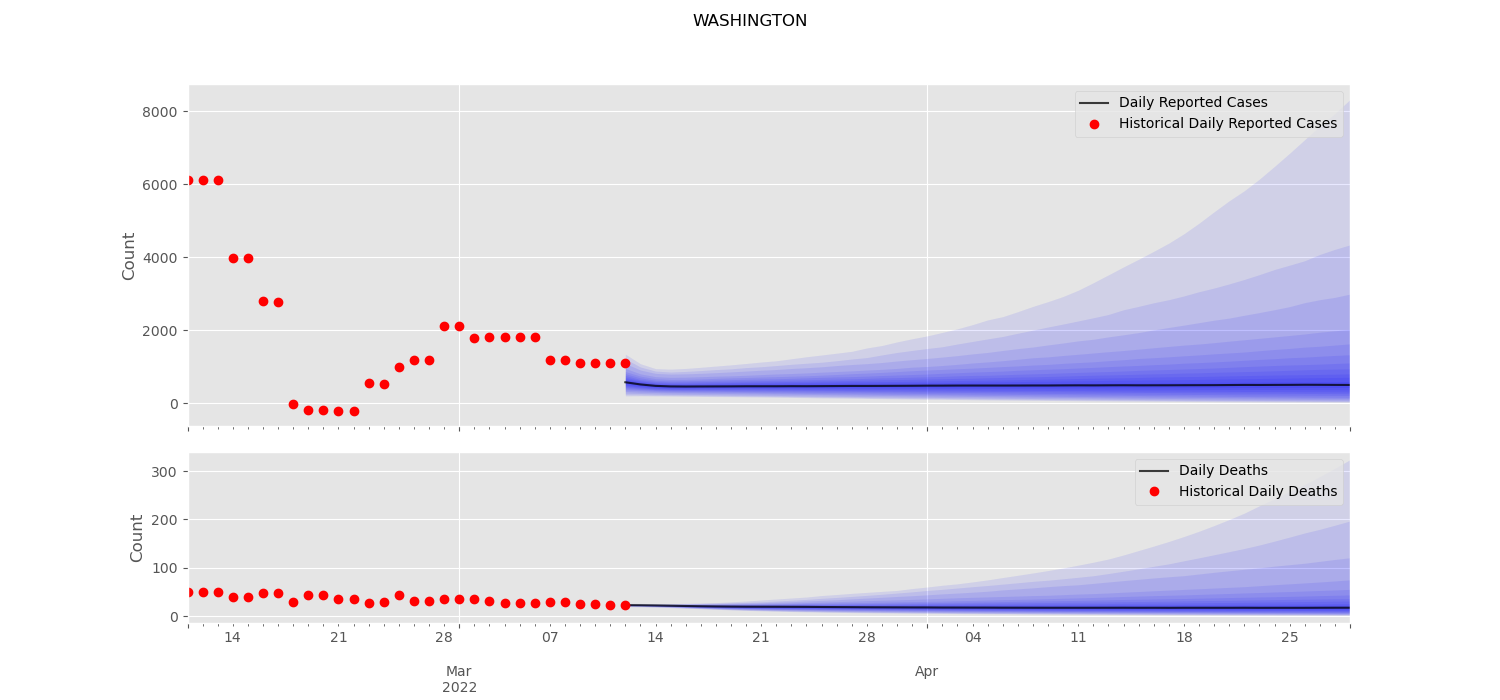 WASHINGTON
8000
6000
4000
2000
0
Count
Daily Reported Cases
Historical Daily Reported Cases
300
200
100
0
Count
Daily Deaths
Historical Daily Deaths
14 21 28 07 14 21 28 04 11 18 25
Mar Apr
2022